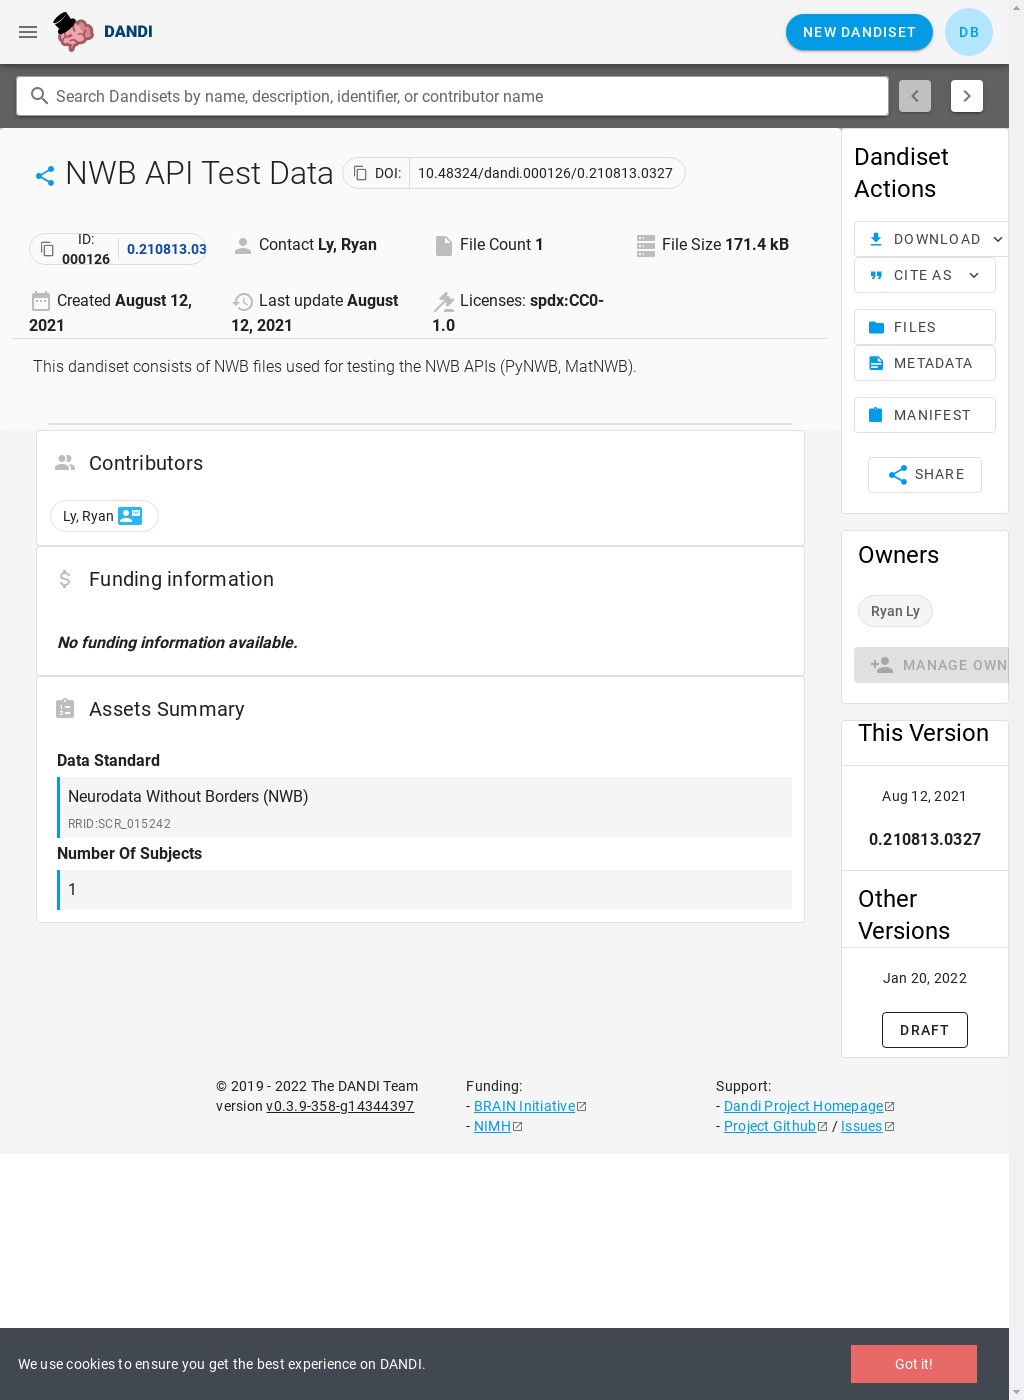 DANDI
NEW DANDISET
DB
Search Dandisets by name, description, identifier, or contributor name
NWB API Test Data
DOI:
10.48324/dandi.000126/0.210813.0327
ID:
000126
0.210813.03
Contact Ly, Ryan
File Count 1
File Size 171.4 kB
Created August 12,
2021
Last update August
12, 2021
Licenses: spdx:CC0-
1.0
This dandiset consists of NWB files used for testing the NWB APIs (PyNWB, MatNWB).
Contributors
Ly, Ryan
Funding information
No funding information available.
Assets Summary
Data Standard
Neurodata Without Borders (NWB)
RRID:SCR_015242
Number Of Subjects
1
Dandiset
Actions
DOWNLOAD
CITE AS
FILES
METADATA
MANIFEST
SHARE
Owners
Ryan Ly
MANAGE OWN
This Version
Aug 12, 2021
0.210813.0327
Other
Versions
Jan 20, 2022
DRAFT
© 2019 - 2022 The DANDI Team
version v0.3.9-358-g14344397
Funding:
- BRAIN Initiative
- NIMH
Support:
- Dandi Project Homepage
- Project Github / Issues
We use cookies to ensure you get the best experience on DANDI.
Got it!